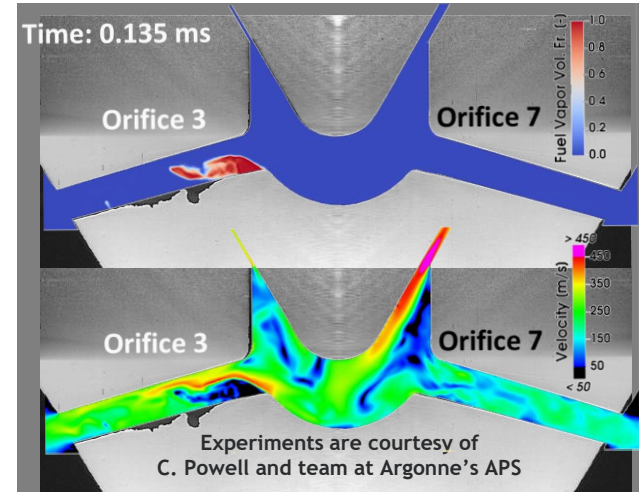 Time: 0.135 ms
Orifice 3
Orifice 7
Fuel Vapor Vol. Fr. (-)
1.0
0.8
0.6
0.4
0.2
0.0
Orifice 3
Orifice 7
Velocity (m/s)
> 450
450
350
250
150
50
< 50
Experiments are courtesy of
C. Powell and team at Argonne's APS